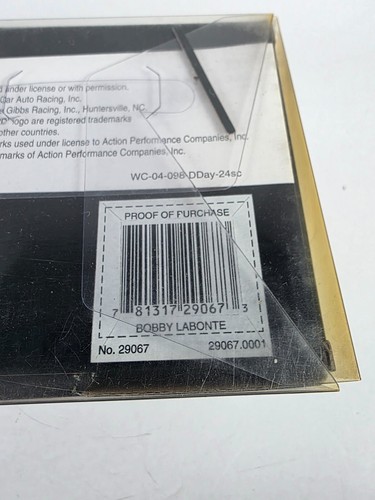 under license or with permission.
Car Auto Racing, Inc.
Gibbs Racing, Inc., Huntersville, NC.
logo are registered trademarks
other countries.
rks used under license to Action Performance Companies, Inc.
marks of Action Performance Companies, Inc.
WC-04-098-DDay-24sc
PROOF OF PURCHASE
7 81317 29067 3
BOBBY LABONTE
No. 29067 29067.0001